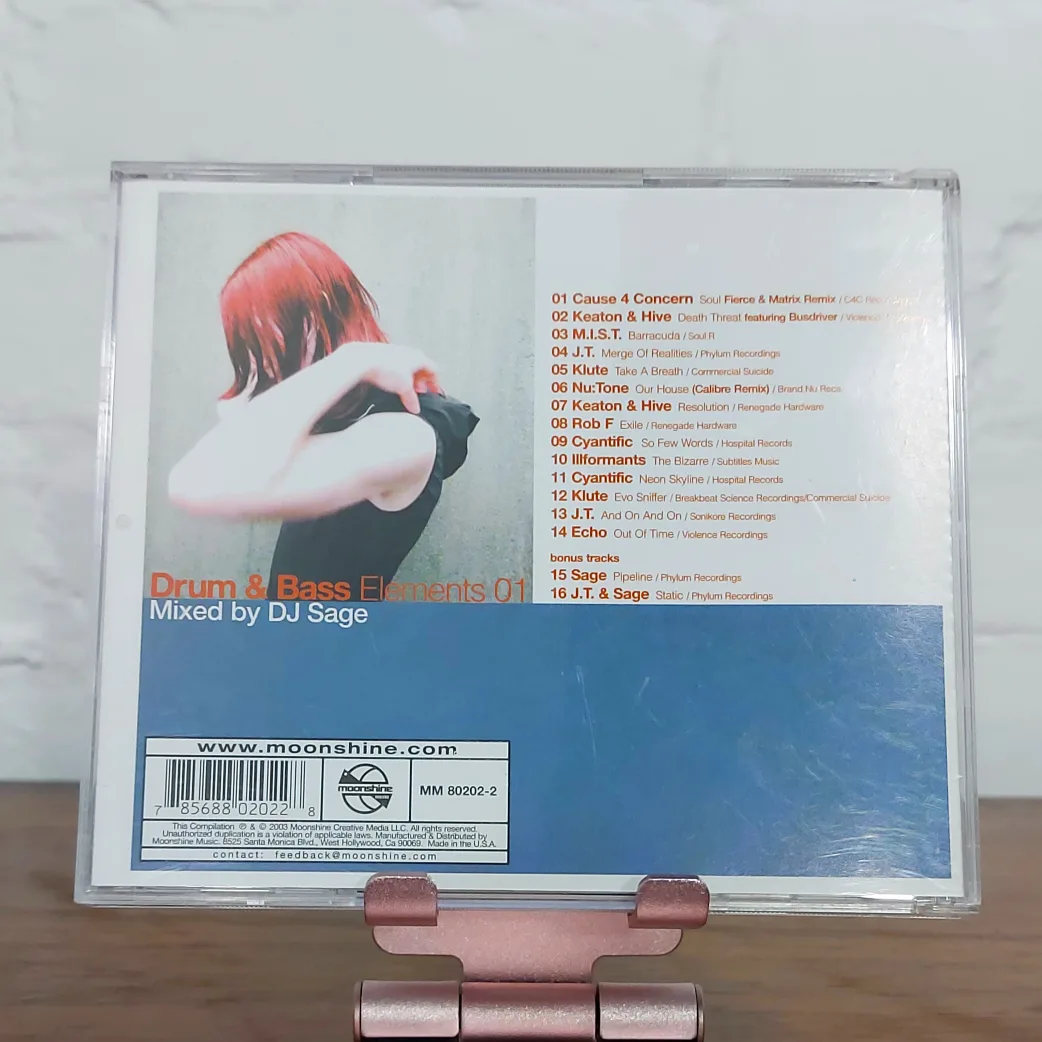 01 Cause 4 Concern Soul Fierce & Matrix Remix / C4C
02 Keaton & Hive Death Threat featuring Busdriver / Violence
03 M.I.S.T. Barracuda / Soul R
04 J.T. Merge Of Realities / Phylum Recordings
05 Klute Take A Breath / Commercial Suicide
06 Nu:Tone Our House (Calibre Remix) / Brand Nu Recs
07 Keaton & Hive Resolution / Renegade Hardware
08 Rob F Exile / Renegade Hardware
09 Cyantific So Few Words / Hospital Records
10 Illformants The Bizarre / Subtitles Music
11 Cyantific Neon Skyline / Hospital Records
12 Klute Evo Sniffer / Breakbeat Science Recordings/Commercial Suicide
13 J.T. And On And On / Sonikore Recordings
14 Echo Out Of Time / Violence Recordings
bonus tracks
15 Sage Pipeline / Phylum Recordings
16 J.T. & Sage Static / Phylum Recordings
Drum & Bass Elements 01
Mixed by DJ Sage
www.moonshine.com
7 85688 02022 8
moonshine
MM 80202-2
This Compilation ℗ & © 2003 Moonshine Creative Media LLC. All rights reserved.
Unauthorized duplication is a violation of applicable laws. Manufactured & Distributed by
Moonshine Music. 8525 Santa Monica Blvd., West Hollywood, Ca 90069. Made in the U.S.A.
contact: feedback@moonshine.com